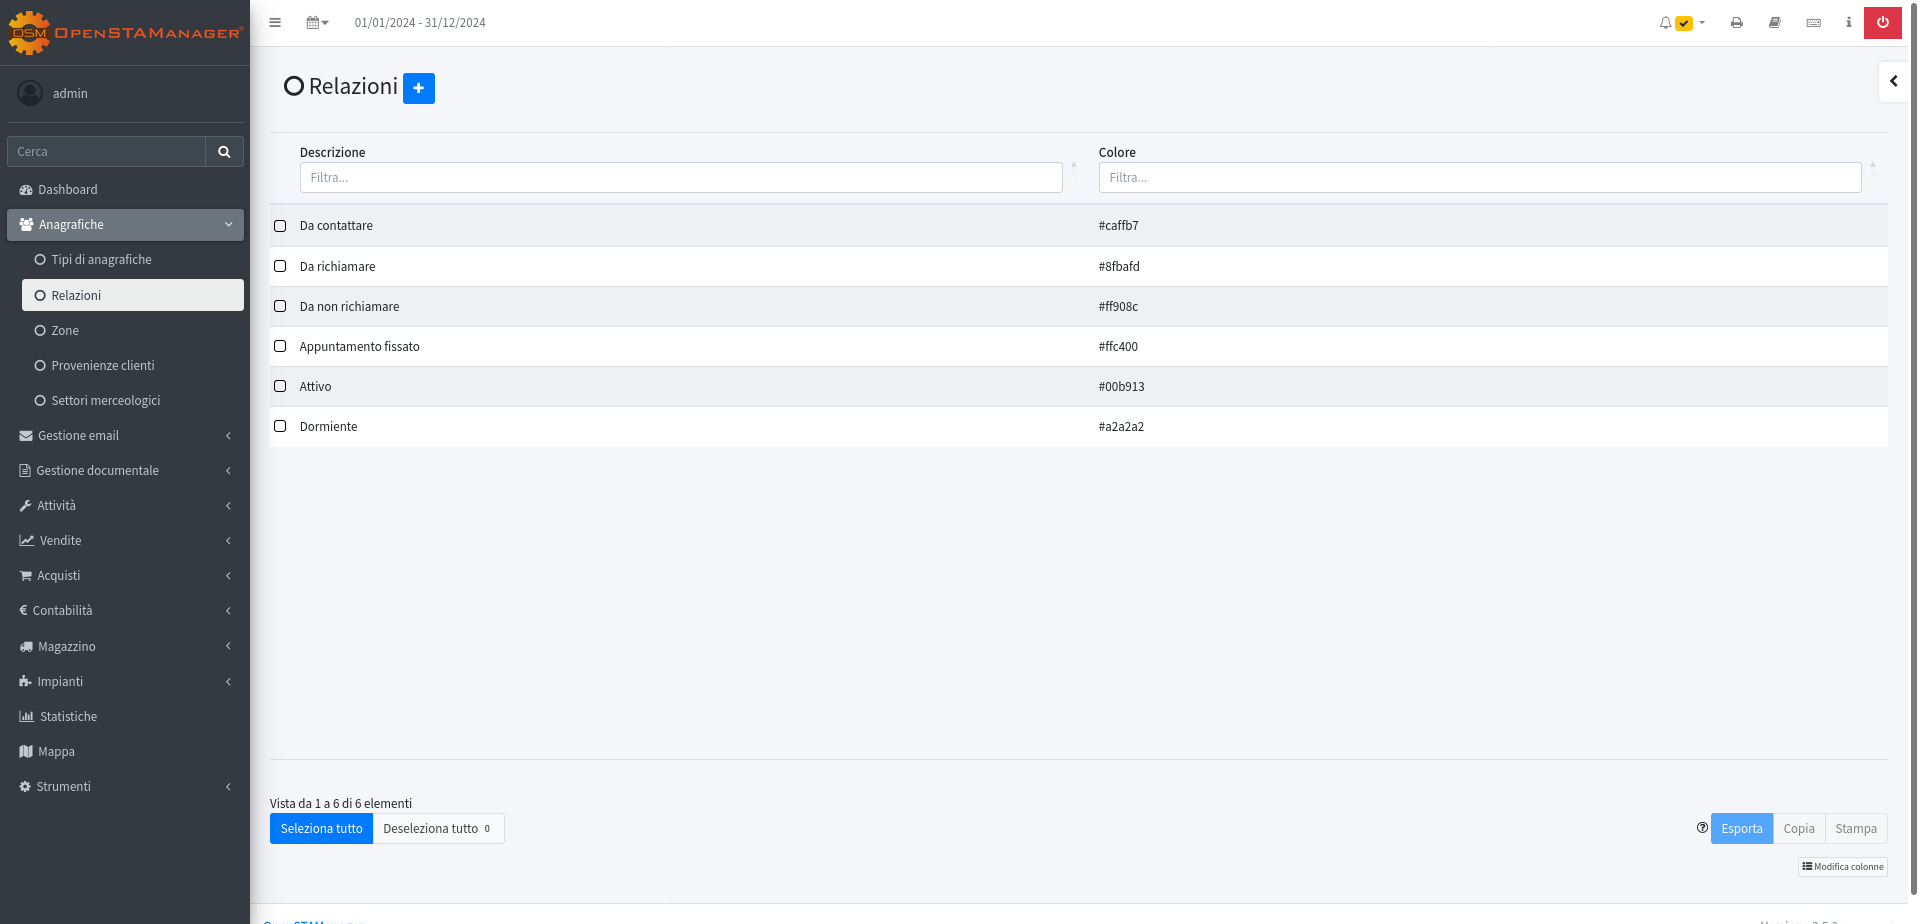 OSM OpenSTAManager®
01/01/2024 - 31/12/2024
admin
Cerca
Dashboard
Anagrafiche
Tipi di anagrafiche
Relazioni
Zone
Provenienze clienti
Settori merceologici
Gestione email
Gestione documentale
Attività
Vendite
Acquisti
Contabilità
Magazzino
Impianti
Statistiche
Mappa
Strumenti
Relazioni
Descrizione Colore
Filtra... Filtra...
Da contattare #caffb7
Da richiamare #8fbafd
Da non richiamare #ff908c
Appuntamento fissato #ffc400
Attivo #00b913
Dormiente #a2a2a2
Vista da 1 a 6 di 6 elementi
Seleziona tutto Deseleziona tutto 0 Esporta Copia Stampa
Modifica colonne
OpenSTAManager